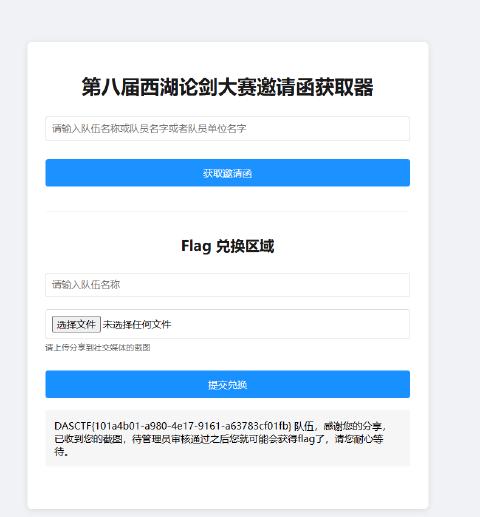 第八届西湖论剑大赛邀请函获取器
请输入队伍名称或队员名字或者队员单位名字
获取邀请函
Flag 兑换区域
请输入队伍名称
选择文件 未选择任何文件
请上传分享到社交媒体的截图
提交兑换
DASCTF{101a4b01-a980-4e17-9161-a63783cf01fb} 队伍，感谢您的分享，
已收到您的截图，待管理员审核通过之后您就可能会获得flag了，请您耐心等
待。